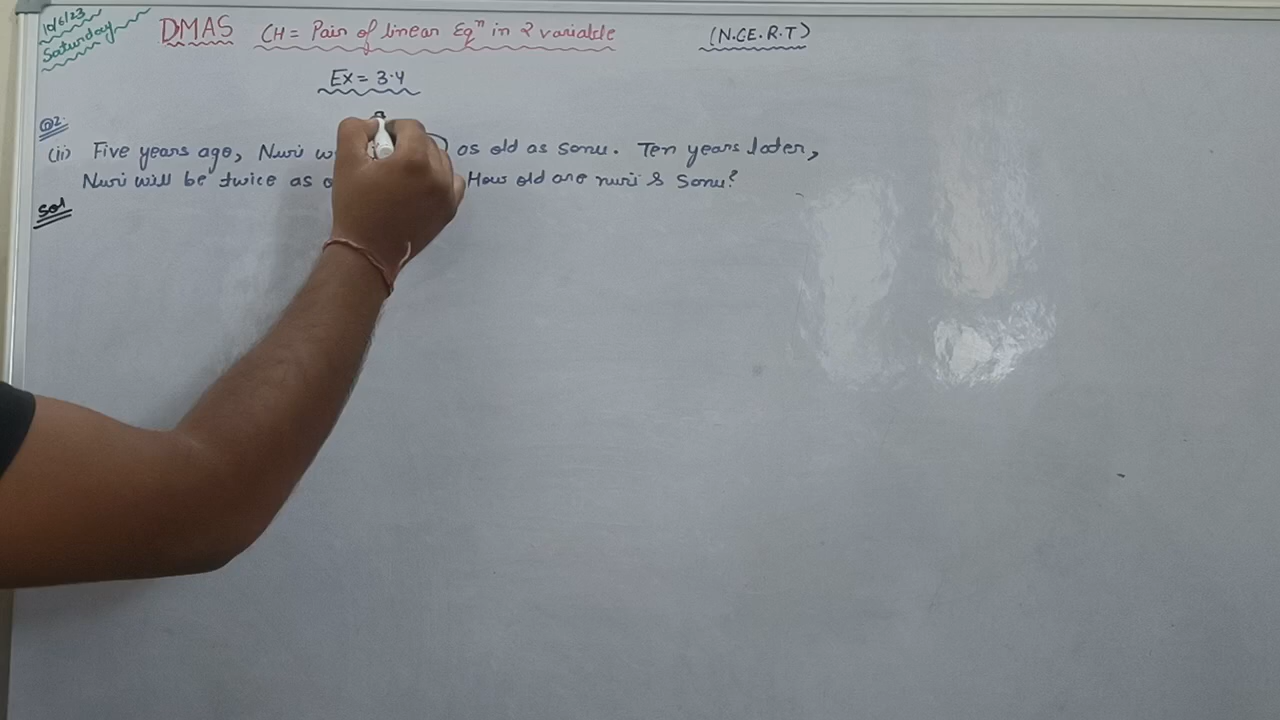 10/6/23
Saturday
DMAS CH = Pair of linear Eqⁿ in 2 variable (N.C.E.R.T)
Ex = 3.4
Q2.
(ii) Five years ago, Nuri as old as sonu. Ten years later,
Nuri will be twice as How old are nuri & Sonu?
Sol